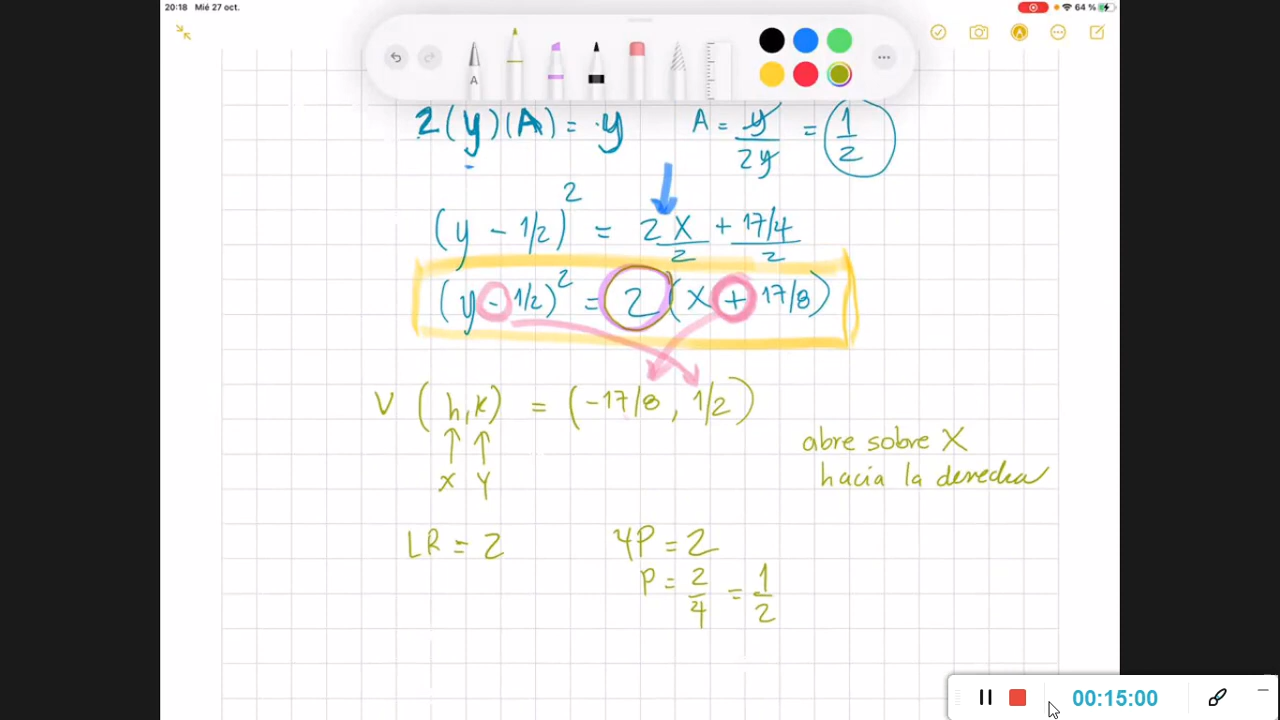 20:18 Mié 27 oct. 64 %
A
2(y)(A) = y A = y/2y = 1/2
(y - 1/2)² = 2x/2 + 17/4/2
(y - 1/2)² = 2 (x + 17/8)
V (h,k) = (-17/8, 1/2)
x y
abre sobre X
hacia la derecha
LR = 2 4P = 2
P = 2/4 = 1/2
00:15:00